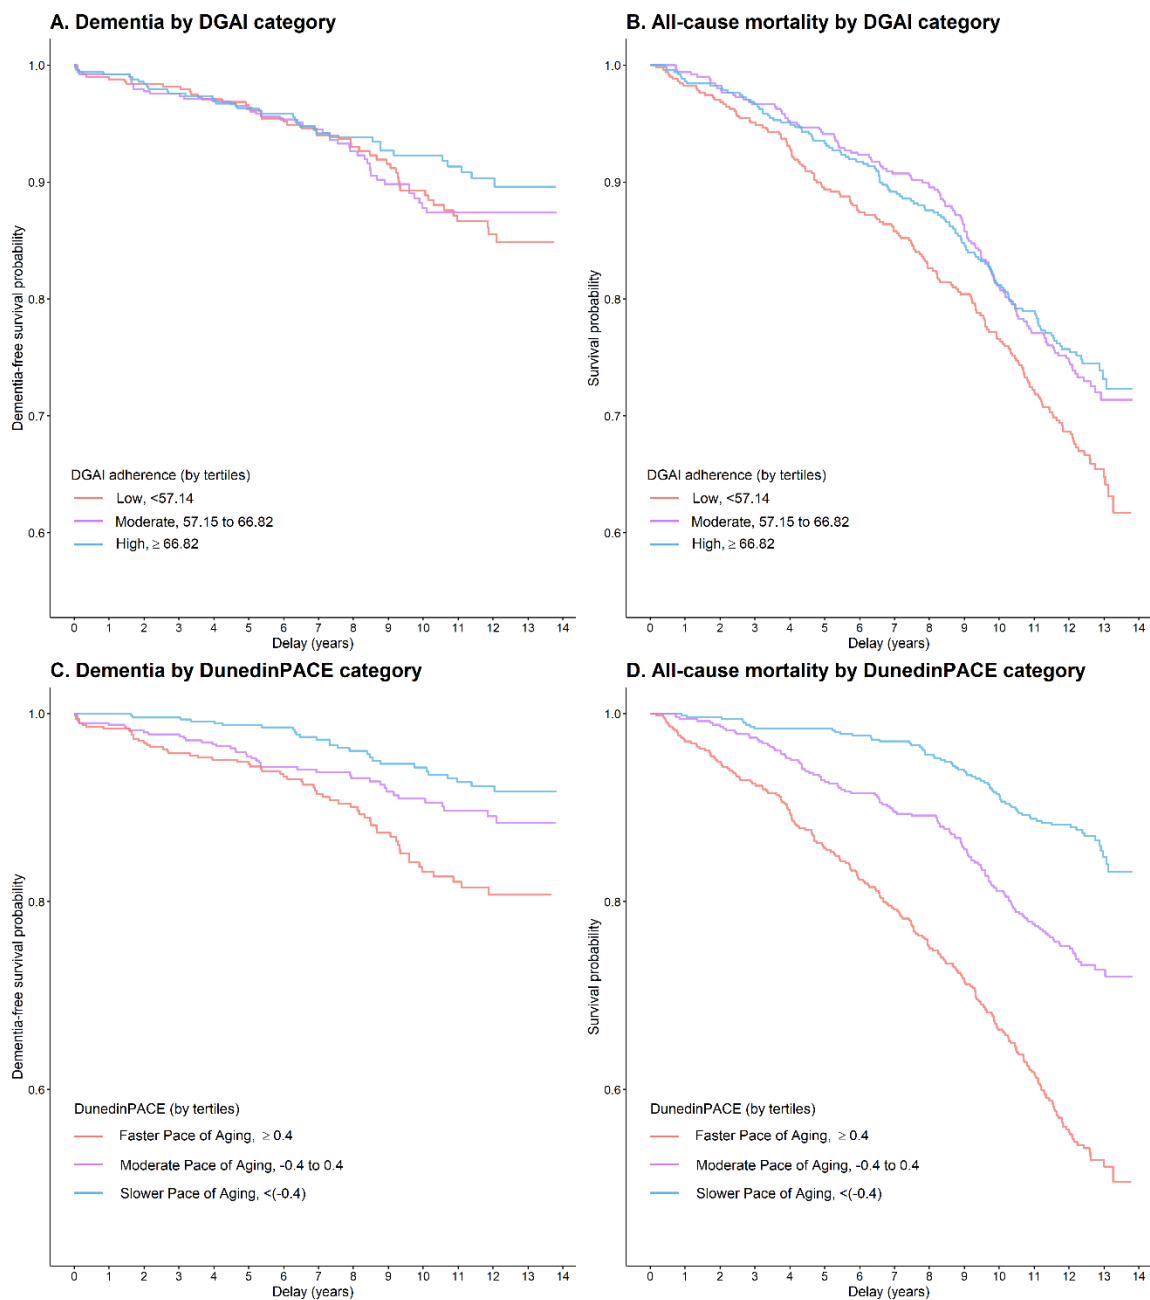 A. Dementia by DGAI category
1.0
0.9
0.8
0.7
0.6
Dementia-free survival probability
DGAI adherence (by tertiles)
Low, <57.14
Moderate, 57.15 to 66.82
High, ≥ 66.82
0 1 2 3 4 5 6 7 8 9 10 11 12 13 14
Delay (years)
B. All-cause mortality by DGAI category
1.0
0.9
0.8
0.7
0.6
Survival probability
DGAI adherence (by tertiles)
Low, <57.14
Moderate, 57.15 to 66.82
High, ≥ 66.82
0 1 2 3 4 5 6 7 8 9 10 11 12 13 14
Delay (years)
C. Dementia by DunedinPACE category
1.0
0.8
0.6
Dementia-free survival probability
DunedinPACE (by tertiles)
Faster Pace of Aging, ≥ 0.4
Moderate Pace of Aging, -0.4 to 0.4
Slower Pace of Aging, <(-0.4)
0 1 2 3 4 5 6 7 8 9 10 11 12 13 14
Delay (years)
D. All-cause mortality by DunedinPACE category
1.0
0.8
0.6
Survival probability
DunedinPACE (by tertiles)
Faster Pace of Aging, ≥ 0.4
Moderate Pace of Aging, -0.4 to 0.4
Slower Pace of Aging, <(-0.4)
0 1 2 3 4 5 6 7 8 9 10 11 12 13 14
Delay (years)